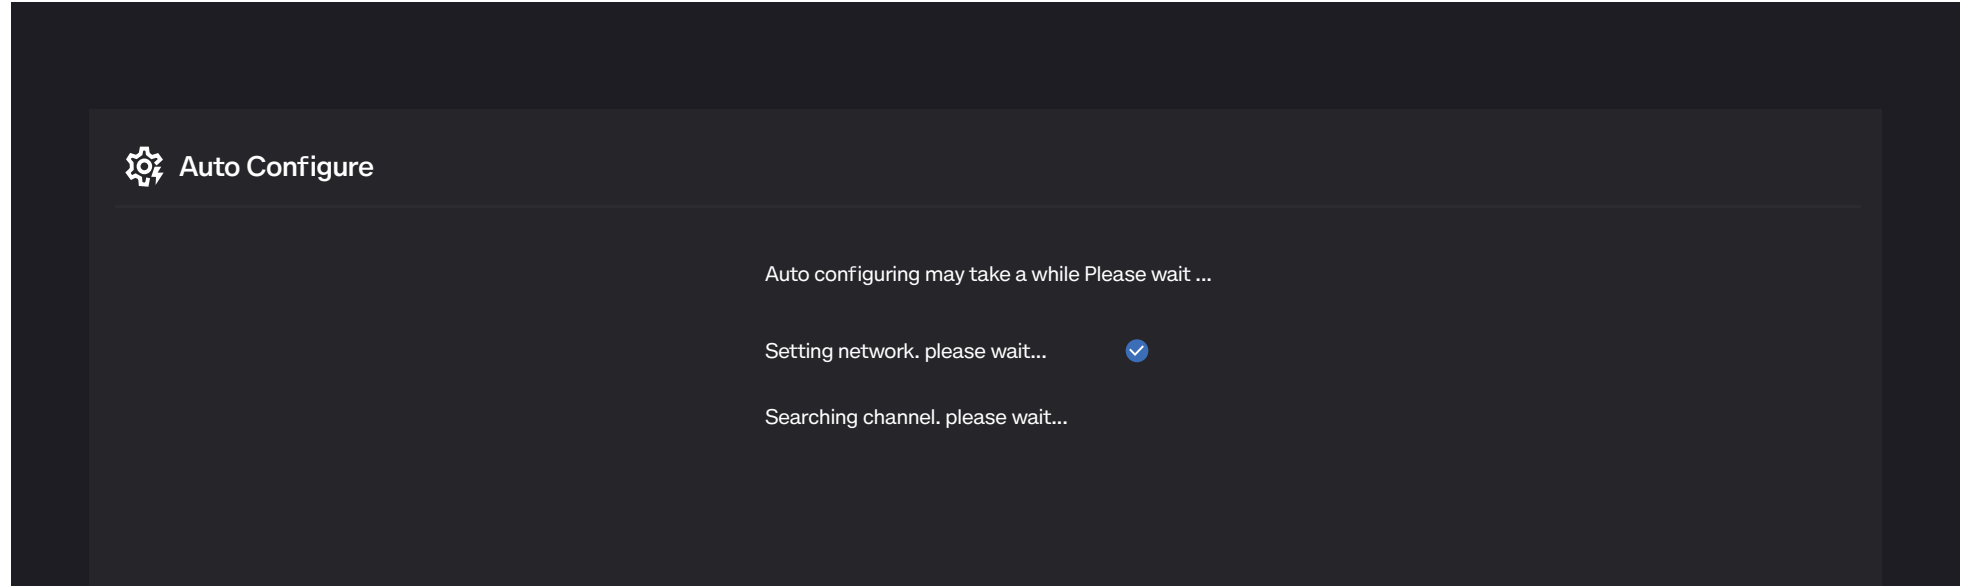 Auto Configure
Auto configuring may take a while Please wait ...
Setting network. please wait...
Searching channel. please wait...